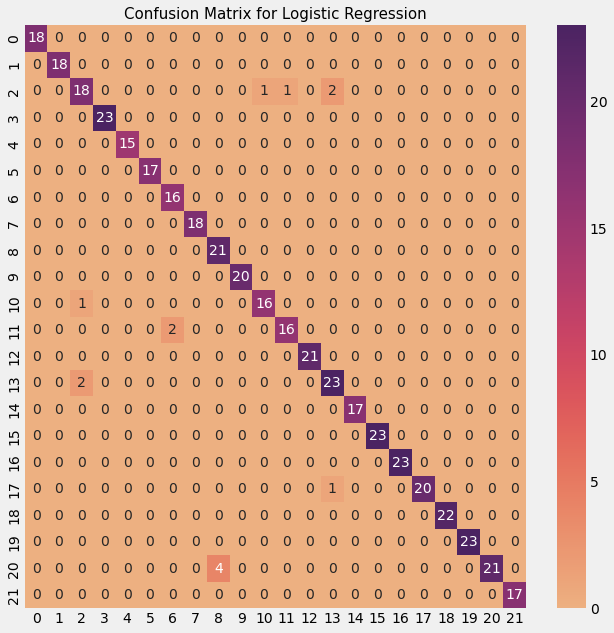 Confusion Matrix for Logistic Regression
0 18 0 0 0 0 0 0 0 0 0 0 0 0 0 0 0 0 0 0 0 0 0
1 0 18 0 0 0 0 0 0 0 0 0 0 0 0 0 0 0 0 0 0 0 0
2 0 0 18 0 0 0 0 0 0 0 1 1 0 2 0 0 0 0 0 0 0 0
3 0 0 0 23 0 0 0 0 0 0 0 0 0 0 0 0 0 0 0 0 0 0
4 0 0 0 0 15 0 0 0 0 0 0 0 0 0 0 0 0 0 0 0 0 0
5 0 0 0 0 0 17 0 0 0 0 0 0 0 0 0 0 0 0 0 0 0 0
6 0 0 0 0 0 0 16 0 0 0 0 0 0 0 0 0 0 0 0 0 0 0
7 0 0 0 0 0 0 0 18 0 0 0 0 0 0 0 0 0 0 0 0 0 0
8 0 0 0 0 0 0 0 0 21 0 0 0 0 0 0 0 0 0 0 0 0 0
9 0 0 0 0 0 0 0 0 0 20 0 0 0 0 0 0 0 0 0 0 0 0
10 0 0 1 0 0 0 0 0 0 0 16 0 0 0 0 0 0 0 0 0 0 0
11 0 0 0 0 0 0 2 0 0 0 0 16 0 0 0 0 0 0 0 0 0 0
12 0 0 0 0 0 0 0 0 0 0 0 0 21 0 0 0 0 0 0 0 0 0
13 0 0 2 0 0 0 0 0 0 0 0 0 0 23 0 0 0 0 0 0 0 0
14 0 0 0 0 0 0 0 0 0 0 0 0 0 0 17 0 0 0 0 0 0 0
15 0 0 0 0 0 0 0 0 0 0 0 0 0 0 0 23 0 0 0 0 0 0
16 0 0 0 0 0 0 0 0 0 0 0 0 0 0 0 0 23 0 0 0 0 0
17 0 0 0 0 0 0 0 0 0 0 0 0 0 1 0 0 0 20 0 0 0 0
18 0 0 0 0 0 0 0 0 0 0 0 0 0 0 0 0 0 0 22 0 0 0
19 0 0 0 0 0 0 0 0 0 0 0 0 0 0 0 0 0 0 0 23 0 0
20 0 0 0 0 0 0 0 0 4 0 0 0 0 0 0 0 0 0 0 0 21 0
21 0 0 0 0 0 0 0 0 0 0 0 0 0 0 0 0 0 0 0 0 0 17
0 1 2 3 4 5 6 7 8 9 10 11 12 13 14 15 16 17 18 19 20 21
20
15
10
5
0